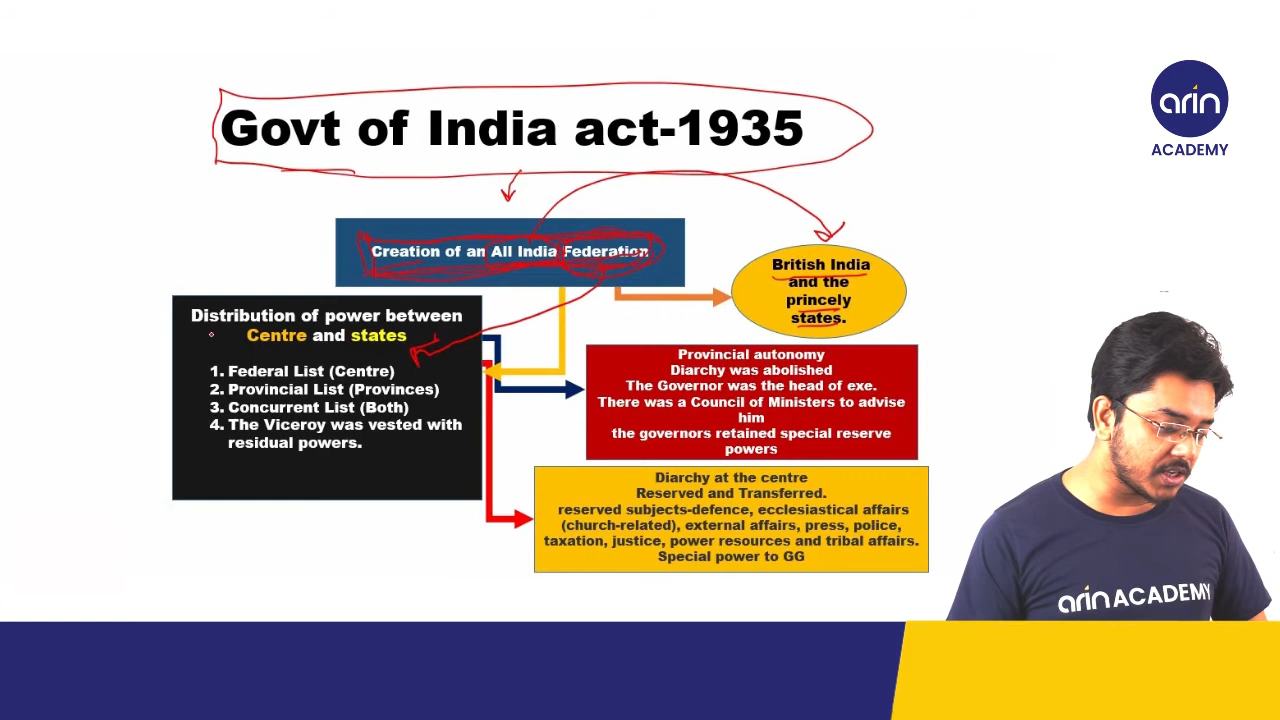 Govt of India act-1935
arin
ACADEMY
Creation of an All India Federation
British India
and the
princely
states.
Distribution of power between
Centre and states
1. Federal List (Centre)
2. Provincial List (Provinces)
3. Concurrent List (Both)
4. The Viceroy was vested with
residual powers.
Provincial autonomy
Diarchy was abolished
The Governor was the head of exe.
There was a Council of Ministers to advise
him
the governors retained special reserve
powers
Diarchy at the centre
Reserved and Transferred.
reserved subjects-defence, ecclesiastical affairs
(church-related), external affairs, press, police,
taxation, justice, power resources and tribal affairs.
Special power to GG
arin ACADEMY